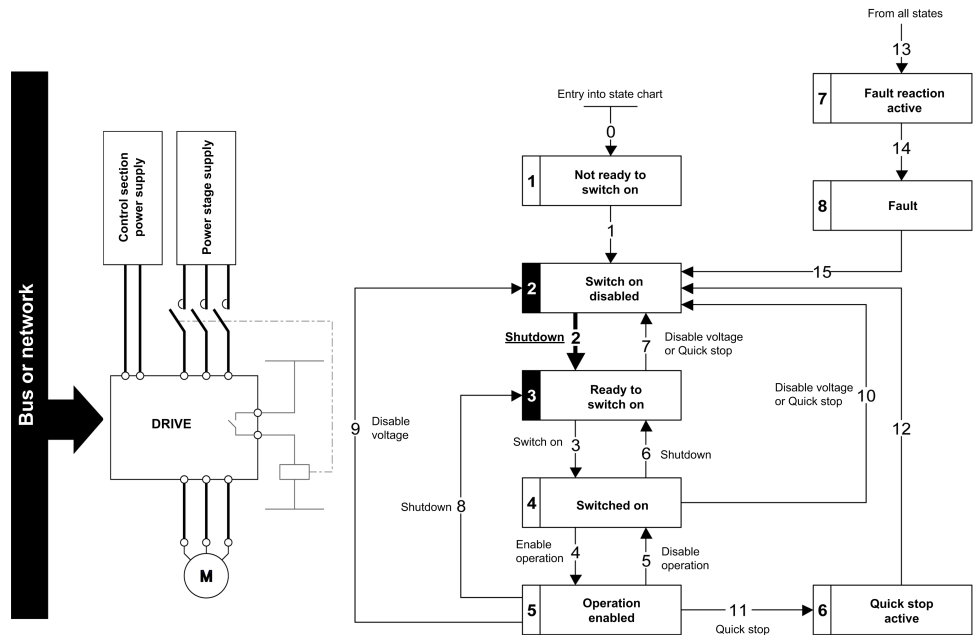 From all states
13
7
Fault reaction
active
14
8
Fault
15
Entry into state chart
0
1
Not ready to
switch on
1
2
Switch on
disabled
Shutdown 2
7
Disable voltage
or Quick stop
3
Ready to
switch on
Switch on 3
6 Shutdown
4
Switched on
Enable
operation
4
5
Disable
operation
5
Operation
enabled
11
Quick stop
6
Quick stop
active
9
Disable
voltage
Shutdown 8
Disable voltage
or Quick stop
10
12
Bus or network
Control section
power supply
Power stage supply
DRIVE
M